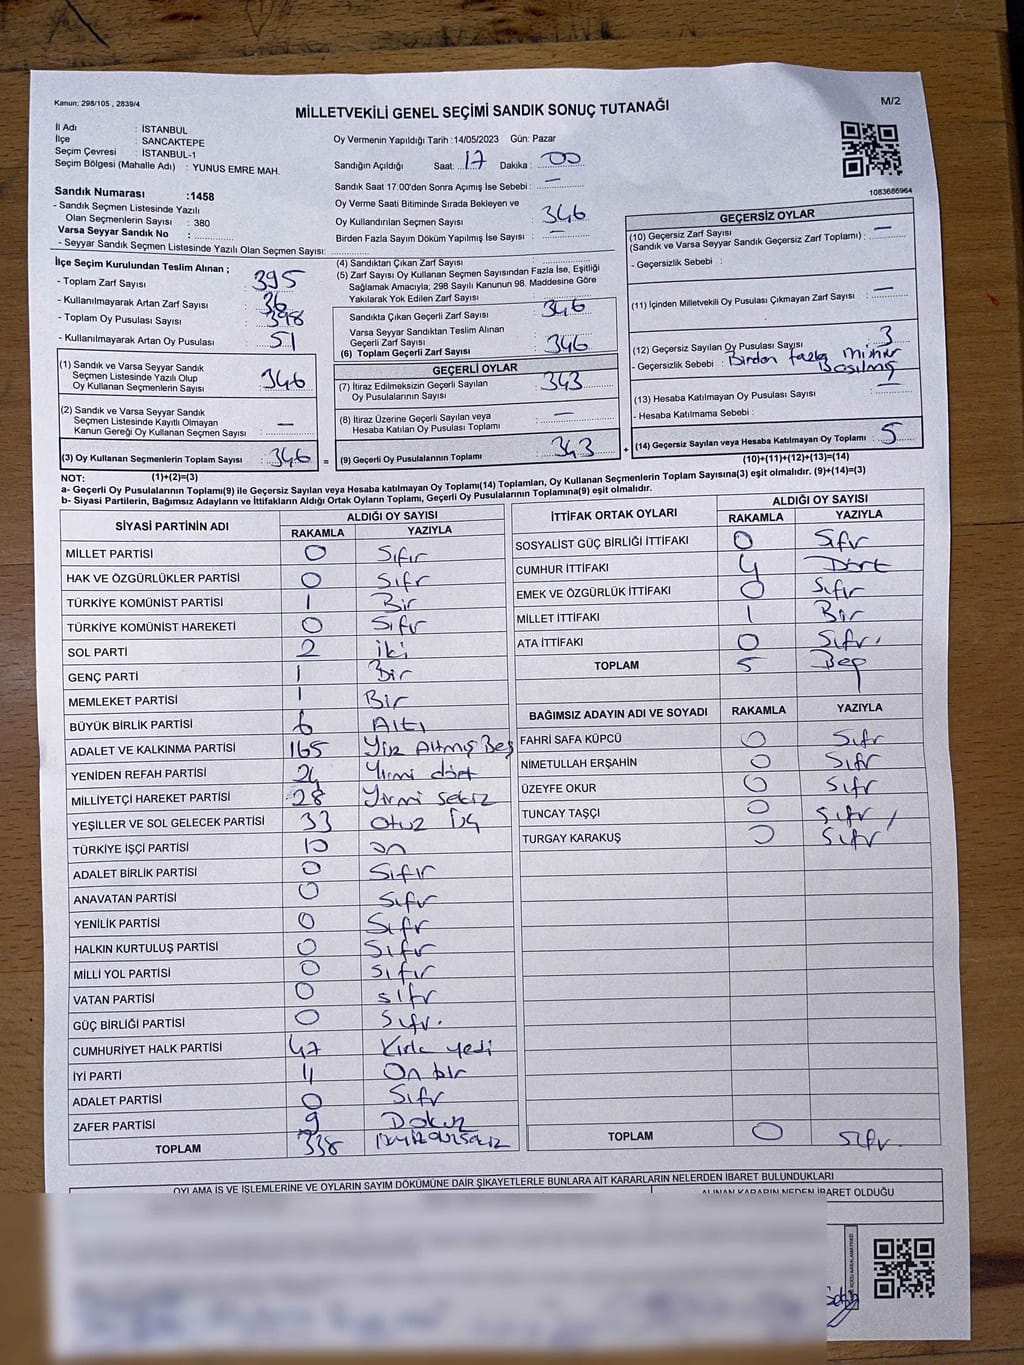 Kanun; 298/105 , 2839/4
M/2
MİLLETVEKİLİ GENEL SEÇİMİ SANDIK SONUÇ TUTANAĞI
İl Adı : İSTANBUL
İlçe : SANCAKTEPE
Seçim Çevresi : İSTANBUL-1
Seçim Bölgesi (Mahalle Adı) : YUNUS EMRE MAH.
Sandık Numarası :1458
- Sandık Seçmen Listesinde Yazılı
Olan Seçmenlerin Sayısı : 380
Varsa Seyyar Sandık No :
- Seyyar Sandık Seçmen Listesinde Yazılı Olan Seçmen Sayısı:
Oy Vermenin Yapıldığı Tarih :14/05/2023 Gün: Pazar
Sandığın Açıldığı Saat: 17 Dakika : 00
Sandık Saat 17:00'den Sonra Açımış İse Sebebi : —
Oy Verme Saati Bitiminde Sırada Bekleyen ve
Oy Kullandırılan Seçmen Sayısı : 346
Birden Fazla Sayım Döküm Yapılmış İse Sayısı : —
1083686964
İlçe Seçim Kurulundan Teslim Alınan ;
- Toplam Zarf Sayısı : 395
- Kullanılmayarak Artan Zarf Sayısı : 36
- Toplam Oy Pusulası Sayısı : 398
- Kullanılmayarak Artan Oy Pusulası : 51
(1) Sandık ve Varsa Seyyar Sandık
Seçmen Listesinde Yazılı Olup
Oy Kullanan Seçmenlerin Sayısı : 346
(2) Sandık ve Varsa Seyyar Sandık
Seçmen Listesinde Kayıtlı Olmayan
Kanun Gereği Oy Kullanan Seçmen Sayısı : —
(3) Oy Kullanan Seçmenlerin Toplam Sayısı : 346 =
(4) Sandıktan Çıkan Zarf Sayısı :
(5) Zarf Sayısı Oy Kullanan Seçmen Sayısından Fazla İse, Eşitliği
Sağlamak Amacıyla; 298 Sayılı Kanunun 98. Maddesine Göre
Yakılarak Yok Edilen Zarf Sayısı :
Sandıkta Çıkan Geçerli Zarf Sayısı : 346
Varsa Seyyar Sandıktan Teslim Alınan
Geçerli Zarf Sayısı :
(6) Toplam Geçerli Zarf Sayısı : 346
GEÇERLİ OYLAR
(7) İtiraz Edilmeksizin Geçerli Sayılan
Oy Pusulalarının Sayısı : 343
(8) İtiraz Üzerine Geçerli Sayılan veya
Hesaba Katılan Oy Pusulası Toplamı : —
(9) Geçerli Oy Pusulalarının Toplamı : 343 +
GEÇERSİZ OYLAR
(10) Geçersiz Zarf Sayısı
(Sandık ve Varsa Seyyar Sandık Geçersiz Zarf Toplamı) : —
- Geçersizlik Sebebi :
(11) İçinden Milletvekili Oy Pusulası Çıkmayan Zarf Sayısı : —
(12) Geçersiz Sayılan Oy Pusulası Sayısı : 3
- Geçersizlik Sebebi : Birden fazla mühür
Basılmış
(13) Hesaba Katılmayan Oy Pusulası Sayısı : —
- Hesaba Katılmama Sebebi :
(14) Geçersiz Sayılan veya Hesaba Katılmayan Oy Toplamı : 5
(10)+(11)+(12)+(13)=(14)
NOT: (1)+(2)=(3)
a- Geçerli Oy Pusulalarının Toplamı(9) ile Geçersiz Sayılan veya Hesaba Katılmayan Oy Toplamı(14) Toplamları, Oy Kullanan Seçmenlerin Toplam Sayısına(3) eşit olmalıdır. (9)+(14)=(3)
b- Siyasi Partilerin, Bağımsız Adayların ve İttifakların Aldığı Ortak Oyların Toplamı, Geçerli Oy Pusulalarının Toplamına(9) eşit olmalıdır.
SİYASİ PARTİNİN ADI ALDIĞI OY SAYISI
RAKAMLA YAZIYLA
MİLLET PARTİSİ 0 Sıfır
HAK VE ÖZGÜRLÜKLER PARTİSİ 0 Sıfr
TÜRKİYE KOMÜNİST PARTİSİ 1 Bir
TÜRKİYE KOMÜNİST HAREKETİ 0 Sıfır
SOL PARTİ 2 iki
GENÇ PARTİ 1 Bir
MEMLEKET PARTİSİ 1 Bir
BÜYÜK BİRLİK PARTİSİ 6 Altı
ADALET VE KALKINMA PARTİSİ 165 Yüz Altmış Beş
YENİDEN REFAH PARTİSİ 24 Yirmi dört
MİLLİYETÇİ HAREKET PARTİSİ 28 Yirmi sekiz
YEŞİLLER VE SOL GELECEK PARTİSİ 33 Otuz Üç
TÜRKİYE İŞÇİ PARTİSİ 10 on
ADALET BİRLİK PARTİSİ 0 Sıfır
ANAVATAN PARTİSİ 0 Sıfr
YENİLİK PARTİSİ 0 Sıfr
HALKIN KURTULUŞ PARTİSİ 0 Sıfır
MİLLİ YOL PARTİSİ 0 Sıfır
VATAN PARTİSİ 0 sıfr
GÜÇ BİRLİĞİ PARTİSİ 0 Sıfr.
CUMHURİYET HALK PARTİSİ 47 Kırk yedi
İYİ PARTİ 11 On bir
ADALET PARTİSİ 0 Sıfr
ZAFER PARTİSİ 9 Dokuz
TOPLAM 338
İTTİFAK ORTAK OYLARI ALDIĞI OY SAYISI
RAKAMLA YAZIYLA
SOSYALİST GÜÇ BİRLİĞİ İTTİFAKI 0 Sıfr
CUMHUR İTTİFAKI 4 Dört
EMEK VE ÖZGÜRLÜK İTTİFAKI 0 Sıfır
MİLLET İTTİFAKI 1 Bir
ATA İTTİFAKI 0 Sıfr
TOPLAM 5 Beş
BAĞIMSIZ ADAYIN ADI VE SOYADI RAKAMLA YAZIYLA
FAHRİ SAFA KÜPCÜ 0 Sıfr
NİMETULLAH ERŞAHİN 0 Sıfr
ÜZEYFE OKUR 0 Sıfr
TUNCAY TAŞÇI 0 Sıfr
TURGAY KARAKUŞ 0 Sıfr
TOPLAM 0 Sıfr.
OYLAMA İŞ VE İŞLEMLERİNE VE OYLARIN SAYIM DÖKÜMÜNE DAİR ŞİKAYETLERLE BUNLARA AİT KARARLARIN NELERDEN İBARET BULUNDUKLARI
ALINAN KARARIN NEDEN İBARET OLDUĞU